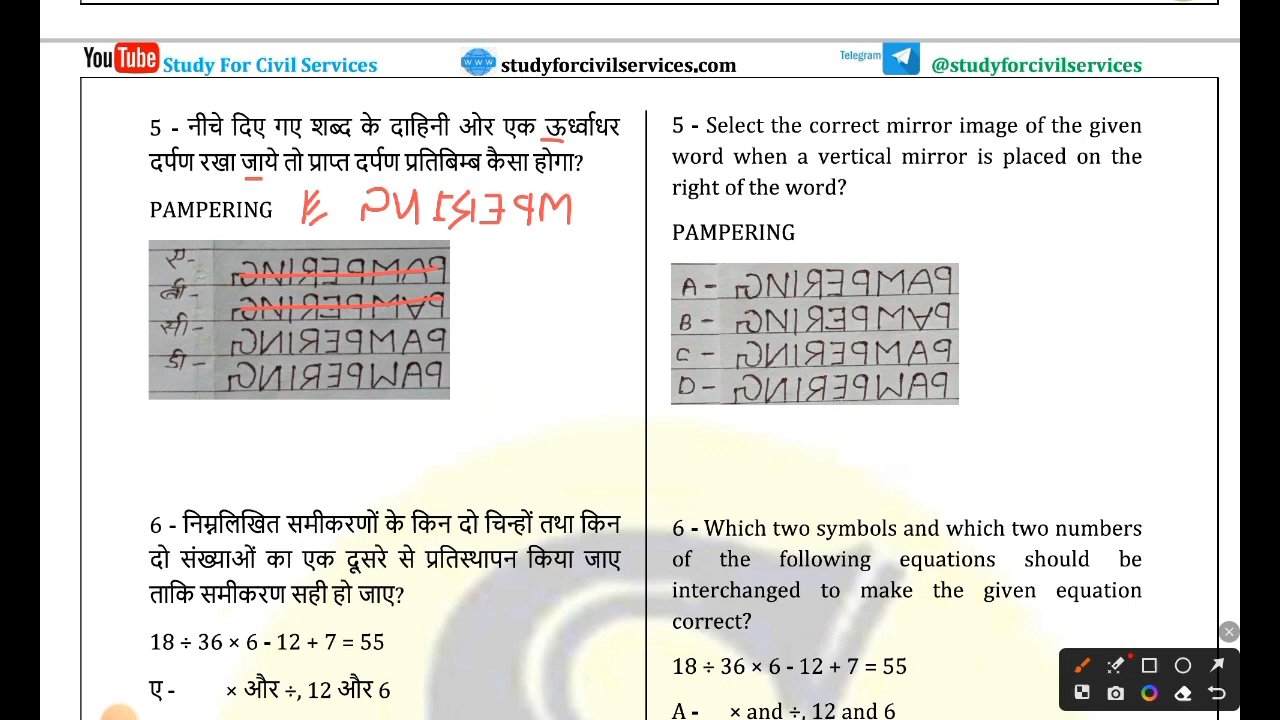 YouTube Study For Civil Services
www studyforcivilservices.com
Telegram @studyforcivilservices
5 - नीचे दिए गए शब्द के दाहिनी ओर एक ऊर्ध्वाधर
दर्पण रखा जाये तो प्राप्त दर्पण प्रतिबिम्ब कैसा होगा?
PAMPERING
ए-
बी-
सी-
डी-
6 - निम्नलिखित समीकरणों के किन दो चिन्हों तथा किन
दो संख्याओं का एक दूसरे से प्रतिस्थापन किया जाए
ताकि समीकरण सही हो जाए?
18 ÷ 36 × 6 - 12 + 7 = 55
ए - × और ÷, 12 और 6
5 - Select the correct mirror image of the given
word when a vertical mirror is placed on the
right of the word?
PAMPERING
A -
B -
C -
D -
6 - Which two symbols and which two numbers
of the following equations should be
interchanged to make the given equation
correct?
18 ÷ 36 × 6 - 12 + 7 = 55
A - × and ÷, 12 and 6